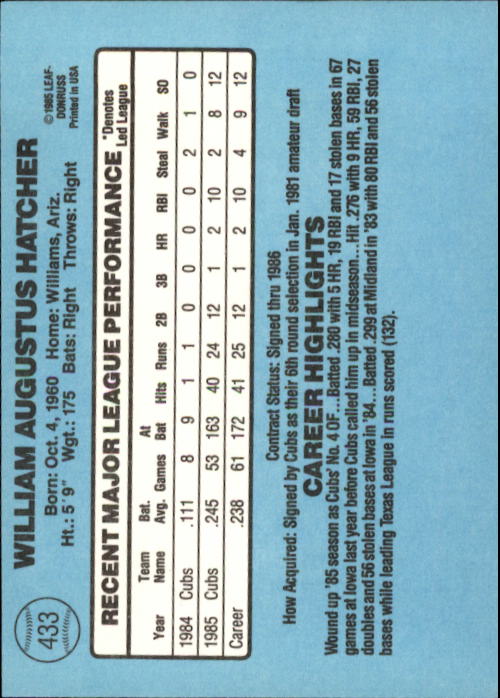 433
WILLIAM AUGUSTUS HATCHER
Born: Oct. 4, 1960 Home: Williams, Ariz.
Ht.: 5'9" Wgt.: 175 Bats: Right Throws: Right
© 1985 LEAF-
DONRUSS
Printed in USA
RECENT MAJOR LEAGUE PERFORMANCE *Denotes
Led League
Year Team Name Bat. Avg. Games At Bat Hits Runs 2B 3B HR RBI Steal Walk SO
1984 Cubs .111 8 9 1 1 0 0 0 0 2 1 0
1985 Cubs .245 53 163 40 24 12 1 2 10 2 8 12
Career .238 61 172 41 25 12 1 2 10 4 9 12
Contract Status: Signed thru 1986
How Acquired: Signed by Cubs as their 6th round selection in Jan. 1981 amateur draft
CAREER HIGHLIGHTS
Wound up '85 season as Cubs' No. 4 OF...Batted .280 with 5 HR, 19 RBI and 17 stolen bases in 67
games at Iowa last year before Cubs called him up in midseason...Hit .276 with 9 HR, 59 RBI, 27
doubles and 56 stolen bases at Iowa in '84...Batted .299 at Midland in '83 with 80 RBI and 56 stolen
bases while leading Texas League in runs scored (132).